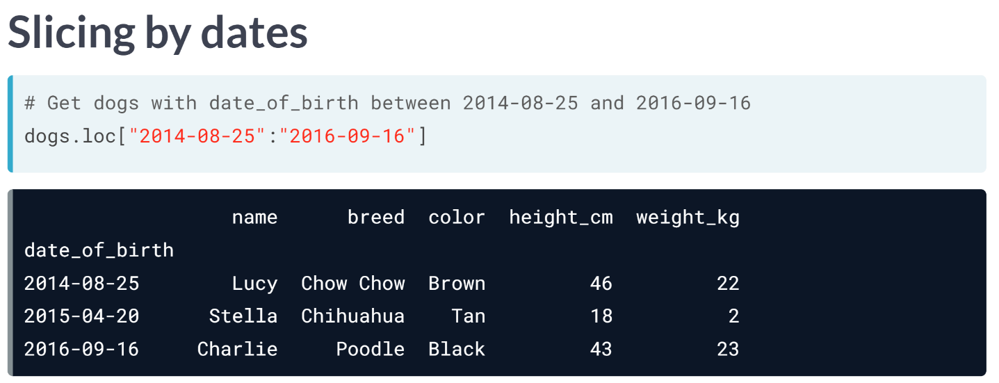 Slicing by dates
# Get dogs with date_of_birth between 2014-08-25 and 2016-09-16
dogs.loc["2014-08-25":"2016-09-16"]
name breed color height_cm weight_kg
date_of_birth
2014-08-25 Lucy Chow Chow Brown 46 22
2015-04-20 Stella Chihuahua Tan 18 2
2016-09-16 Charlie Poodle Black 43 23